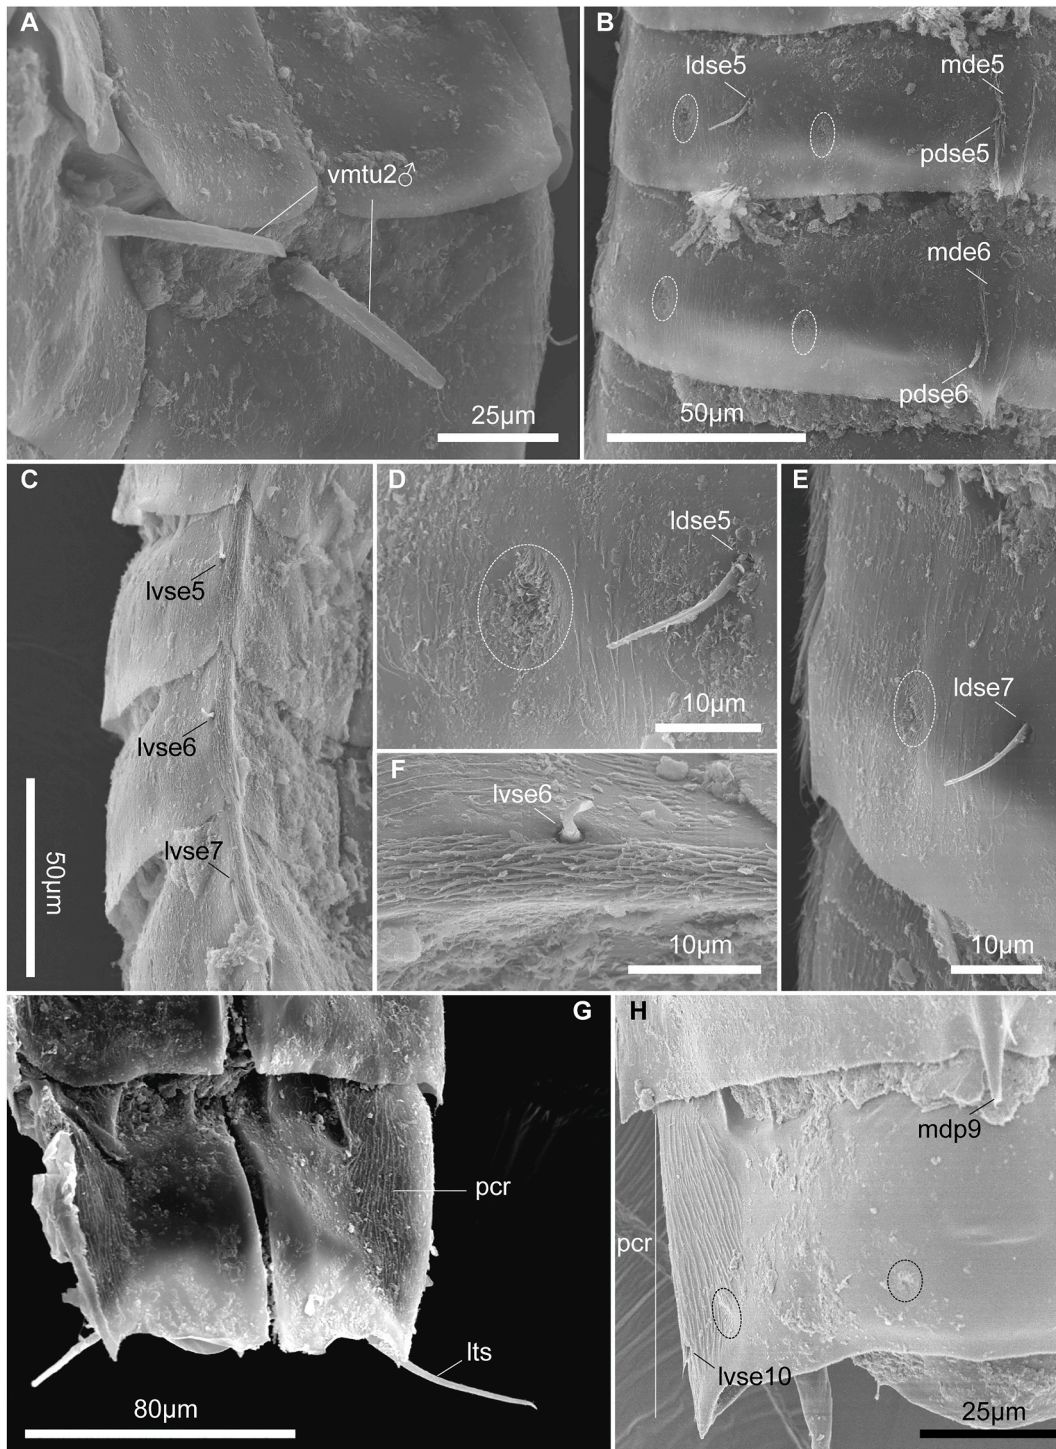 A
vmtu2♂
25µm
B
ldse5
mde5
pdse5
mde6
pdse6
50µm
C
lvse5
lvse6
lvse7
50µm
D
ldse5
10µm
E
ldse7
10µm
F
lvse6
10µm
G
pcr
lts
80µm
H
mdp9
pcr
lvse10
25µm